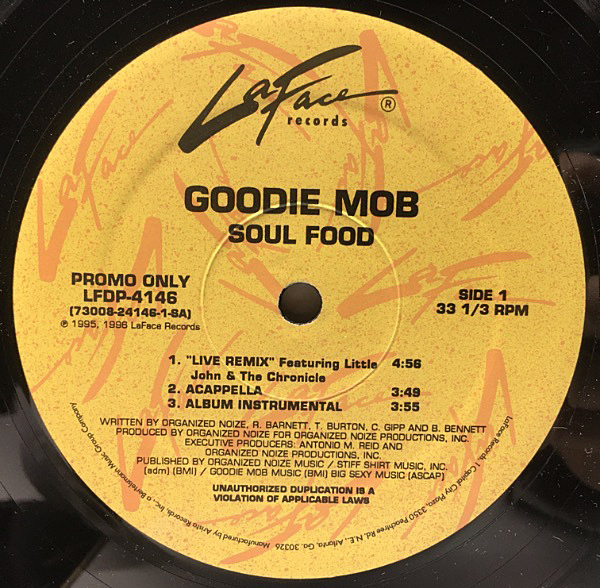 LaFace ®
records
GOODIE MOB
SOUL FOOD
PROMO ONLY
LFDP-4146
(73008-24146-1-SA)
℗ 1995, 1996 LaFace Records
SIDE 1
33 1/3 RPM
1. "LIVE REMIX" Featuring Little John & The Chronicle 4:56
2. ACAPPELLA 3:49
3. ALBUM INSTRUMENTAL 3:55
WRITTEN BY ORGANIZED NOIZE, R. BARNETT, T. BURTON, C. GIPP AND B. BENNETT
PRODUCED BY ORGANIZED NOIZE FOR ORGANIZED NOIZE PRODUCTIONS, INC.
EXECUTIVE PRODUCERS: ANTONIO M. REID AND
ORGANIZED NOIZE PRODUCTIONS, INC.
PUBLISHED BY ORGANIZED NOIZE MUSIC / STIFF SHIRT MUSIC, INC.
(adm) (BMI) / GOODIE MOB MUSIC (BMI) BIG SEXY MUSIC (ASCAP)
UNAUTHORIZED DUPLICATION IS A
VIOLATION OF APPLICABLE LAWS
LaFace Records, 1 Capital City Plaza, 3350 Peachtree Rd. N.E., Atlanta, Ga. 30326 - Manufactured by Arista Records, Inc., a Bertelsmann Music Group Company